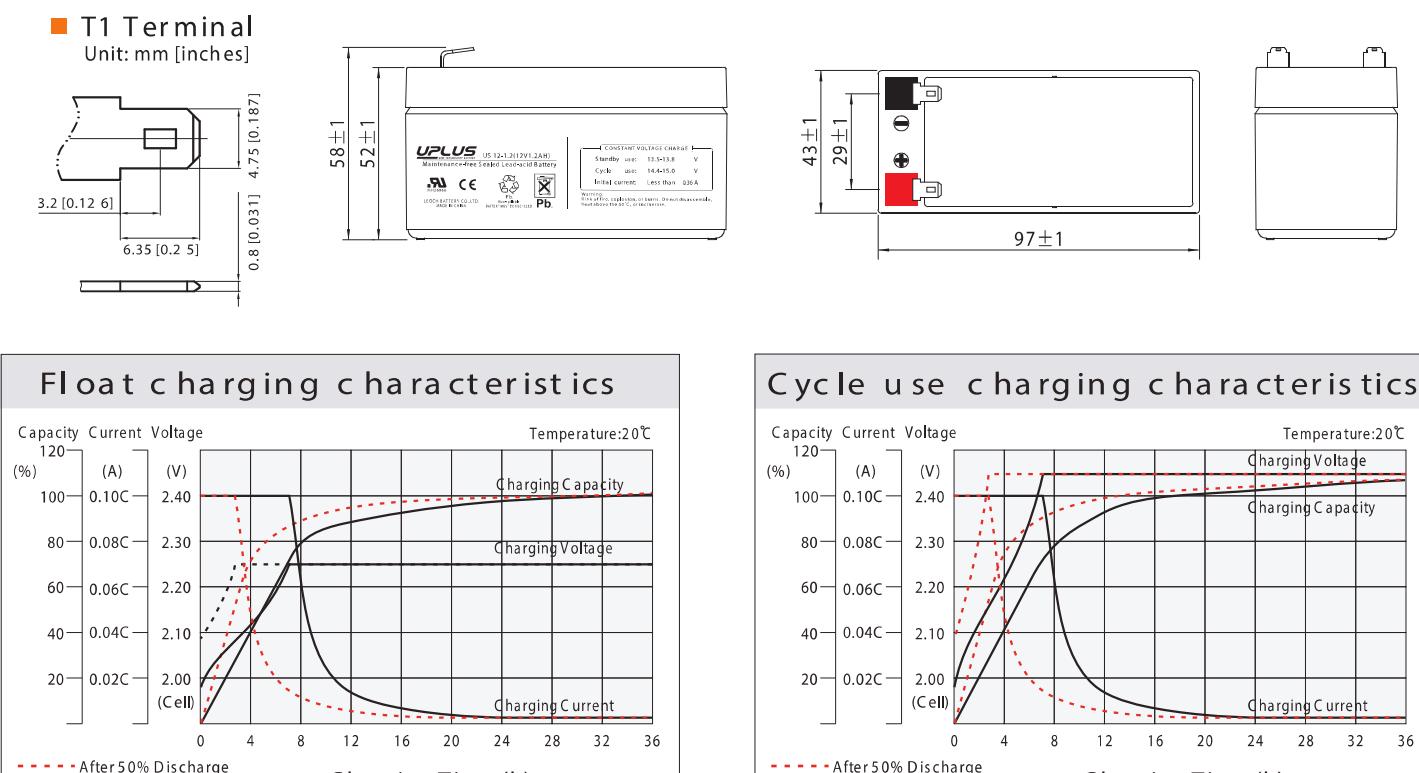 T1 Terminal
Unit: mm [inches]
4.75 [0.187]
3.2 [0.12 6]
6.35 [0.2 5]
0.8 [0.031]
58±1
52±1
UPLUS
US 12-1.2(12V1.2AH)
Maintenance-free Sealed Lead-acid Battery
CE
Pb
Pb
CONSTANT VOLTAGE CHARGE
Standby use: 13.5-13.8 V
Cycle use: 14.4-15.0 V
Initial current: Less than 0.36 A
Warning:
43±1
29±1
97±1
Float charging characteristics
Capacity Current Voltage
Temperature:20℃
120
(%) (A) (V)
Charging Capacity
100 0.10C 2.40
Charging Voltage
80 0.08C 2.30
60 0.06C 2.20
40 0.04C 2.10
20 0.02C 2.00
(Cell)
Charging Current
0 4 8 12 16 20 24 28 32 36
After 50% Discharge
Cycle use charging characteristics
Capacity Current Voltage
Temperature:20℃
120
Charging Voltage
(%) (A) (V)
100 0.10C 2.40
Charging Capacity
80 0.08C 2.30
60 0.06C 2.20
40 0.04C 2.10
20 0.02C 2.00
(Cell)
Charging Current
0 4 8 12 16 20 24 28 32 36
After 50% Discharge